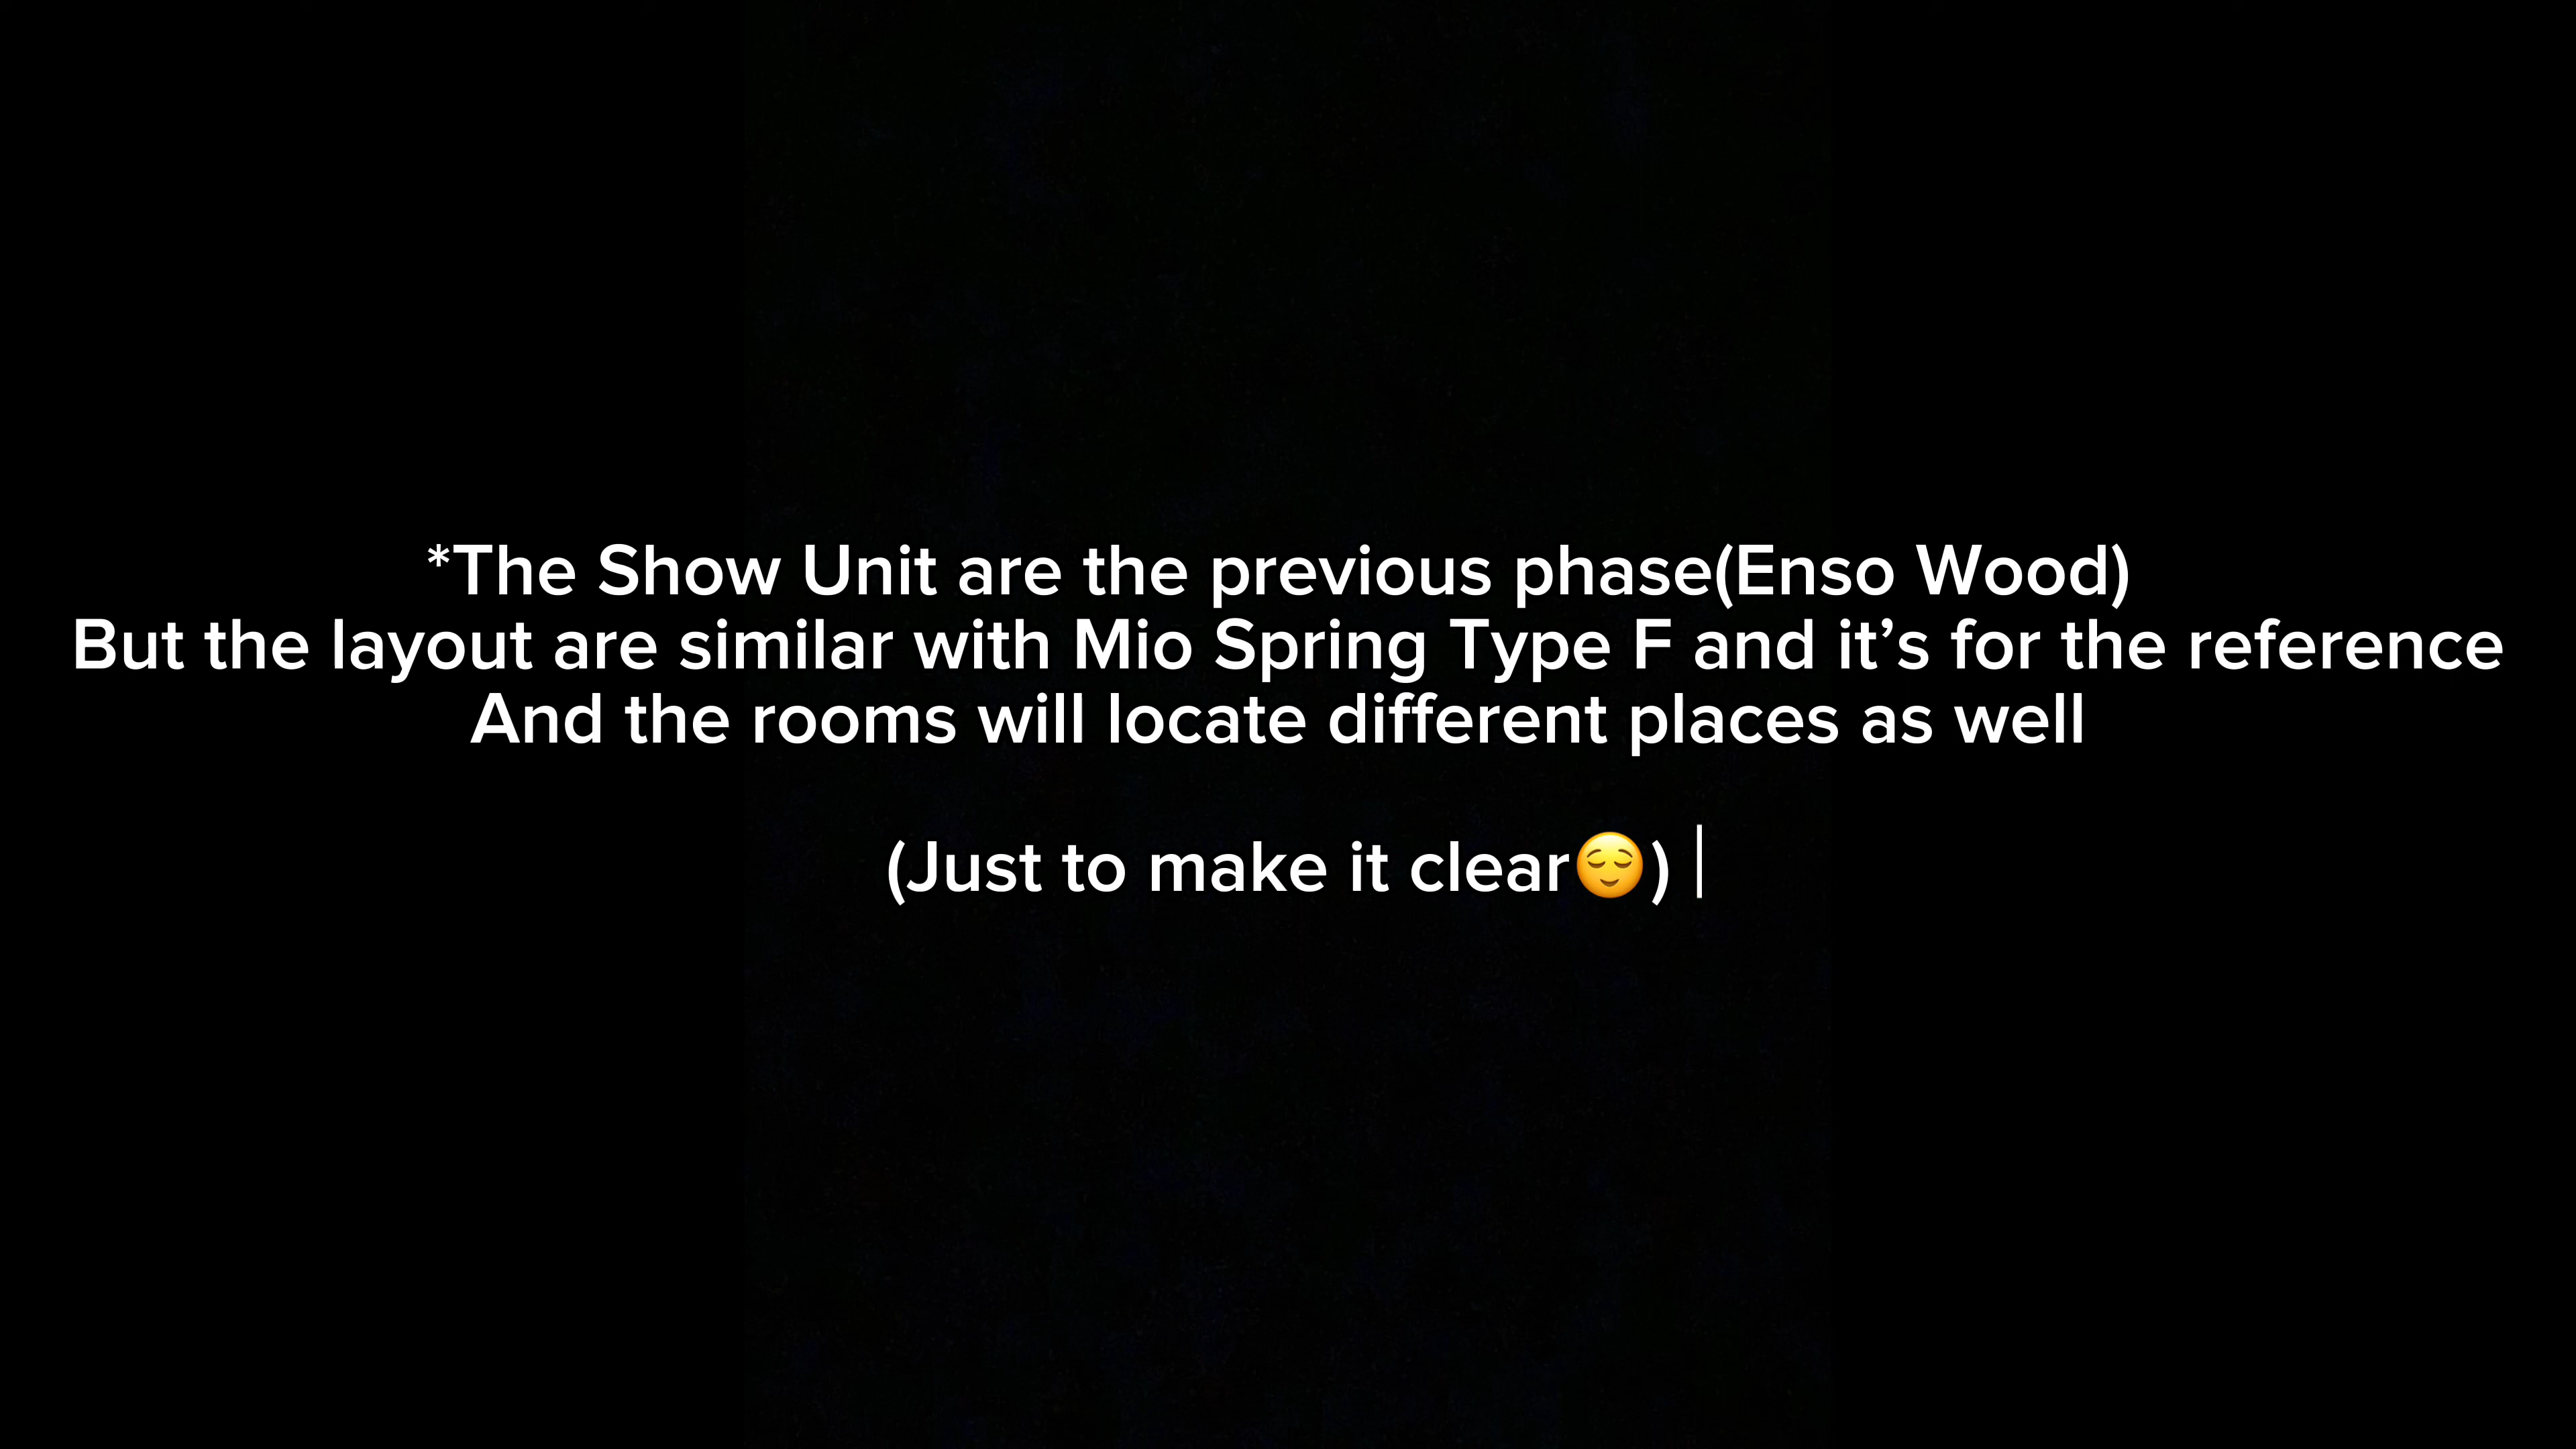 *The Show Unit are the previous phase(Enso Wood)
But the layout are similar with Mio Spring Type F and it’s for the reference
And the rooms will locate different places as well
(Just to make it clear😌) |